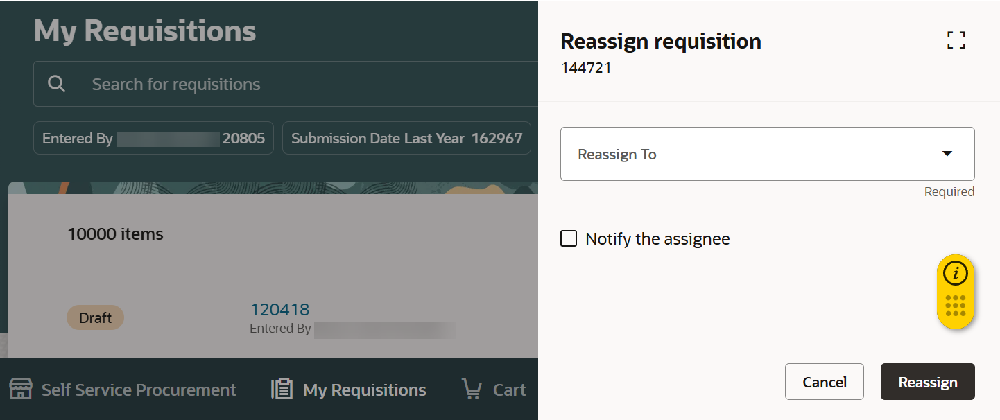 My Requisitions
Search for requisitions
Entered By 20805
Submission Date Last Year 162967
10000 items
Draft
120418
Entered By
Self Service Procurement
My Requisitions
Cart
Reassign requisition
144721
Reassign To
Required
Notify the assignee
i
Cancel
Reassign